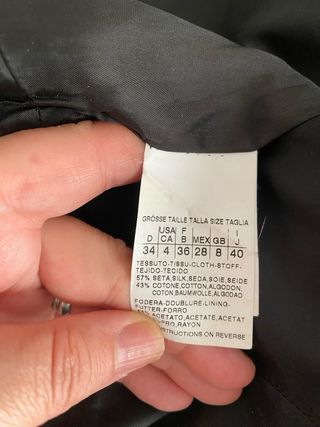 GRÖSSE TAILLE TALLA SIZE TAGLIA
USA F I
D CA B MEX GB J
34 4 36 28 8 40
TESSUTO-TISSU-CLOTH-STOFF-
TEJIDO-TECIDO
57% SETA,SILK,SEDA,SOIE,SEIDE
43% COTONE,COTTON,ALGODON,
COTON,BAUMWOLLE,ALGODAO
FODERA-DOUBLURE-LINING-
FUTTER-FORRO
ACETATO,ACETATE,ACETAT
RAYON
ON REVERSE